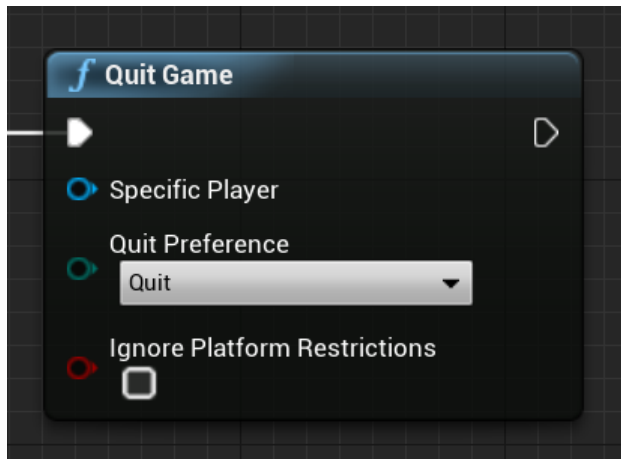 Quit Game
Specific Player
Quit Preference
Quit
Ignore Platform Restrictions